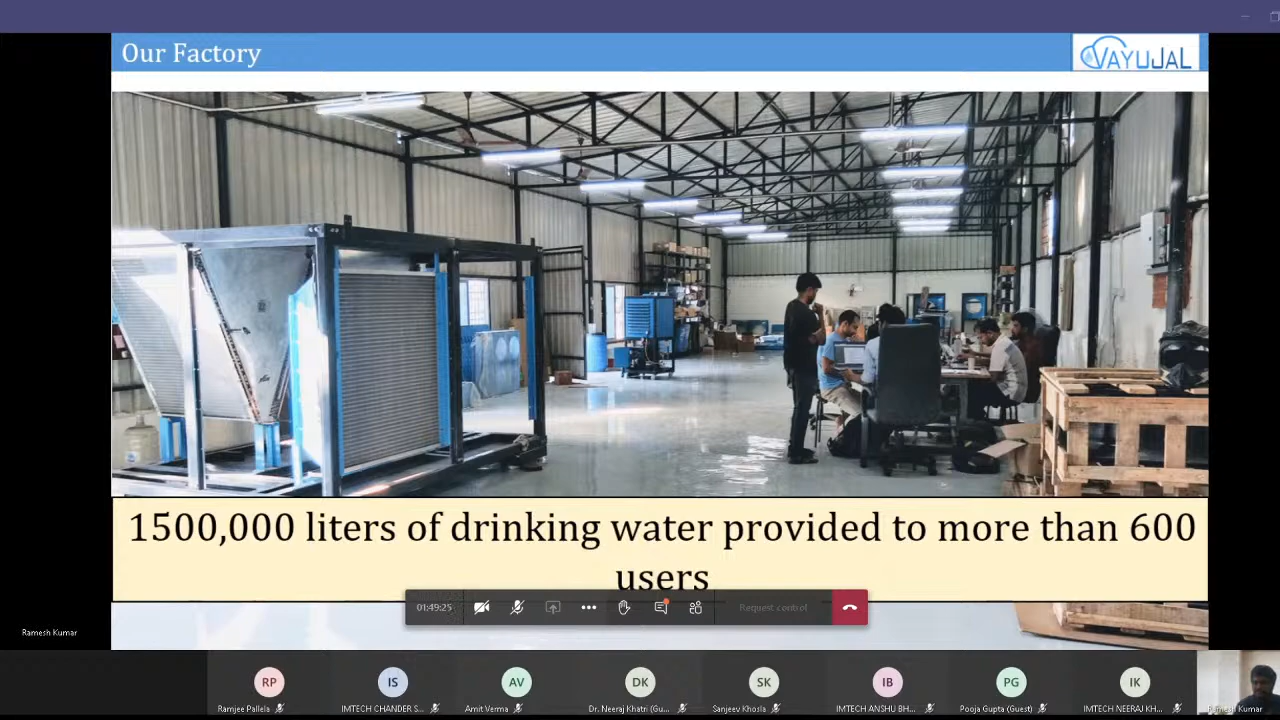 Our Factory
VAYUJAL
1500,000 liters of drinking water provided to more than 600
users
01:49:25
Request control
Ramesh Kumar
RP
IS
AV
DK
SK
IB
PG
IK
Ramjee Pallela
IMTECH CHANDER S...
Amit Verma
Dr. Neeraj Khatri (Gu...
Sanjeev Khosla
IMTECH ANSHU BH...
Pooja Gupta (Guest)
IMTECH NEERAJ KH...
Ramesh Kumar